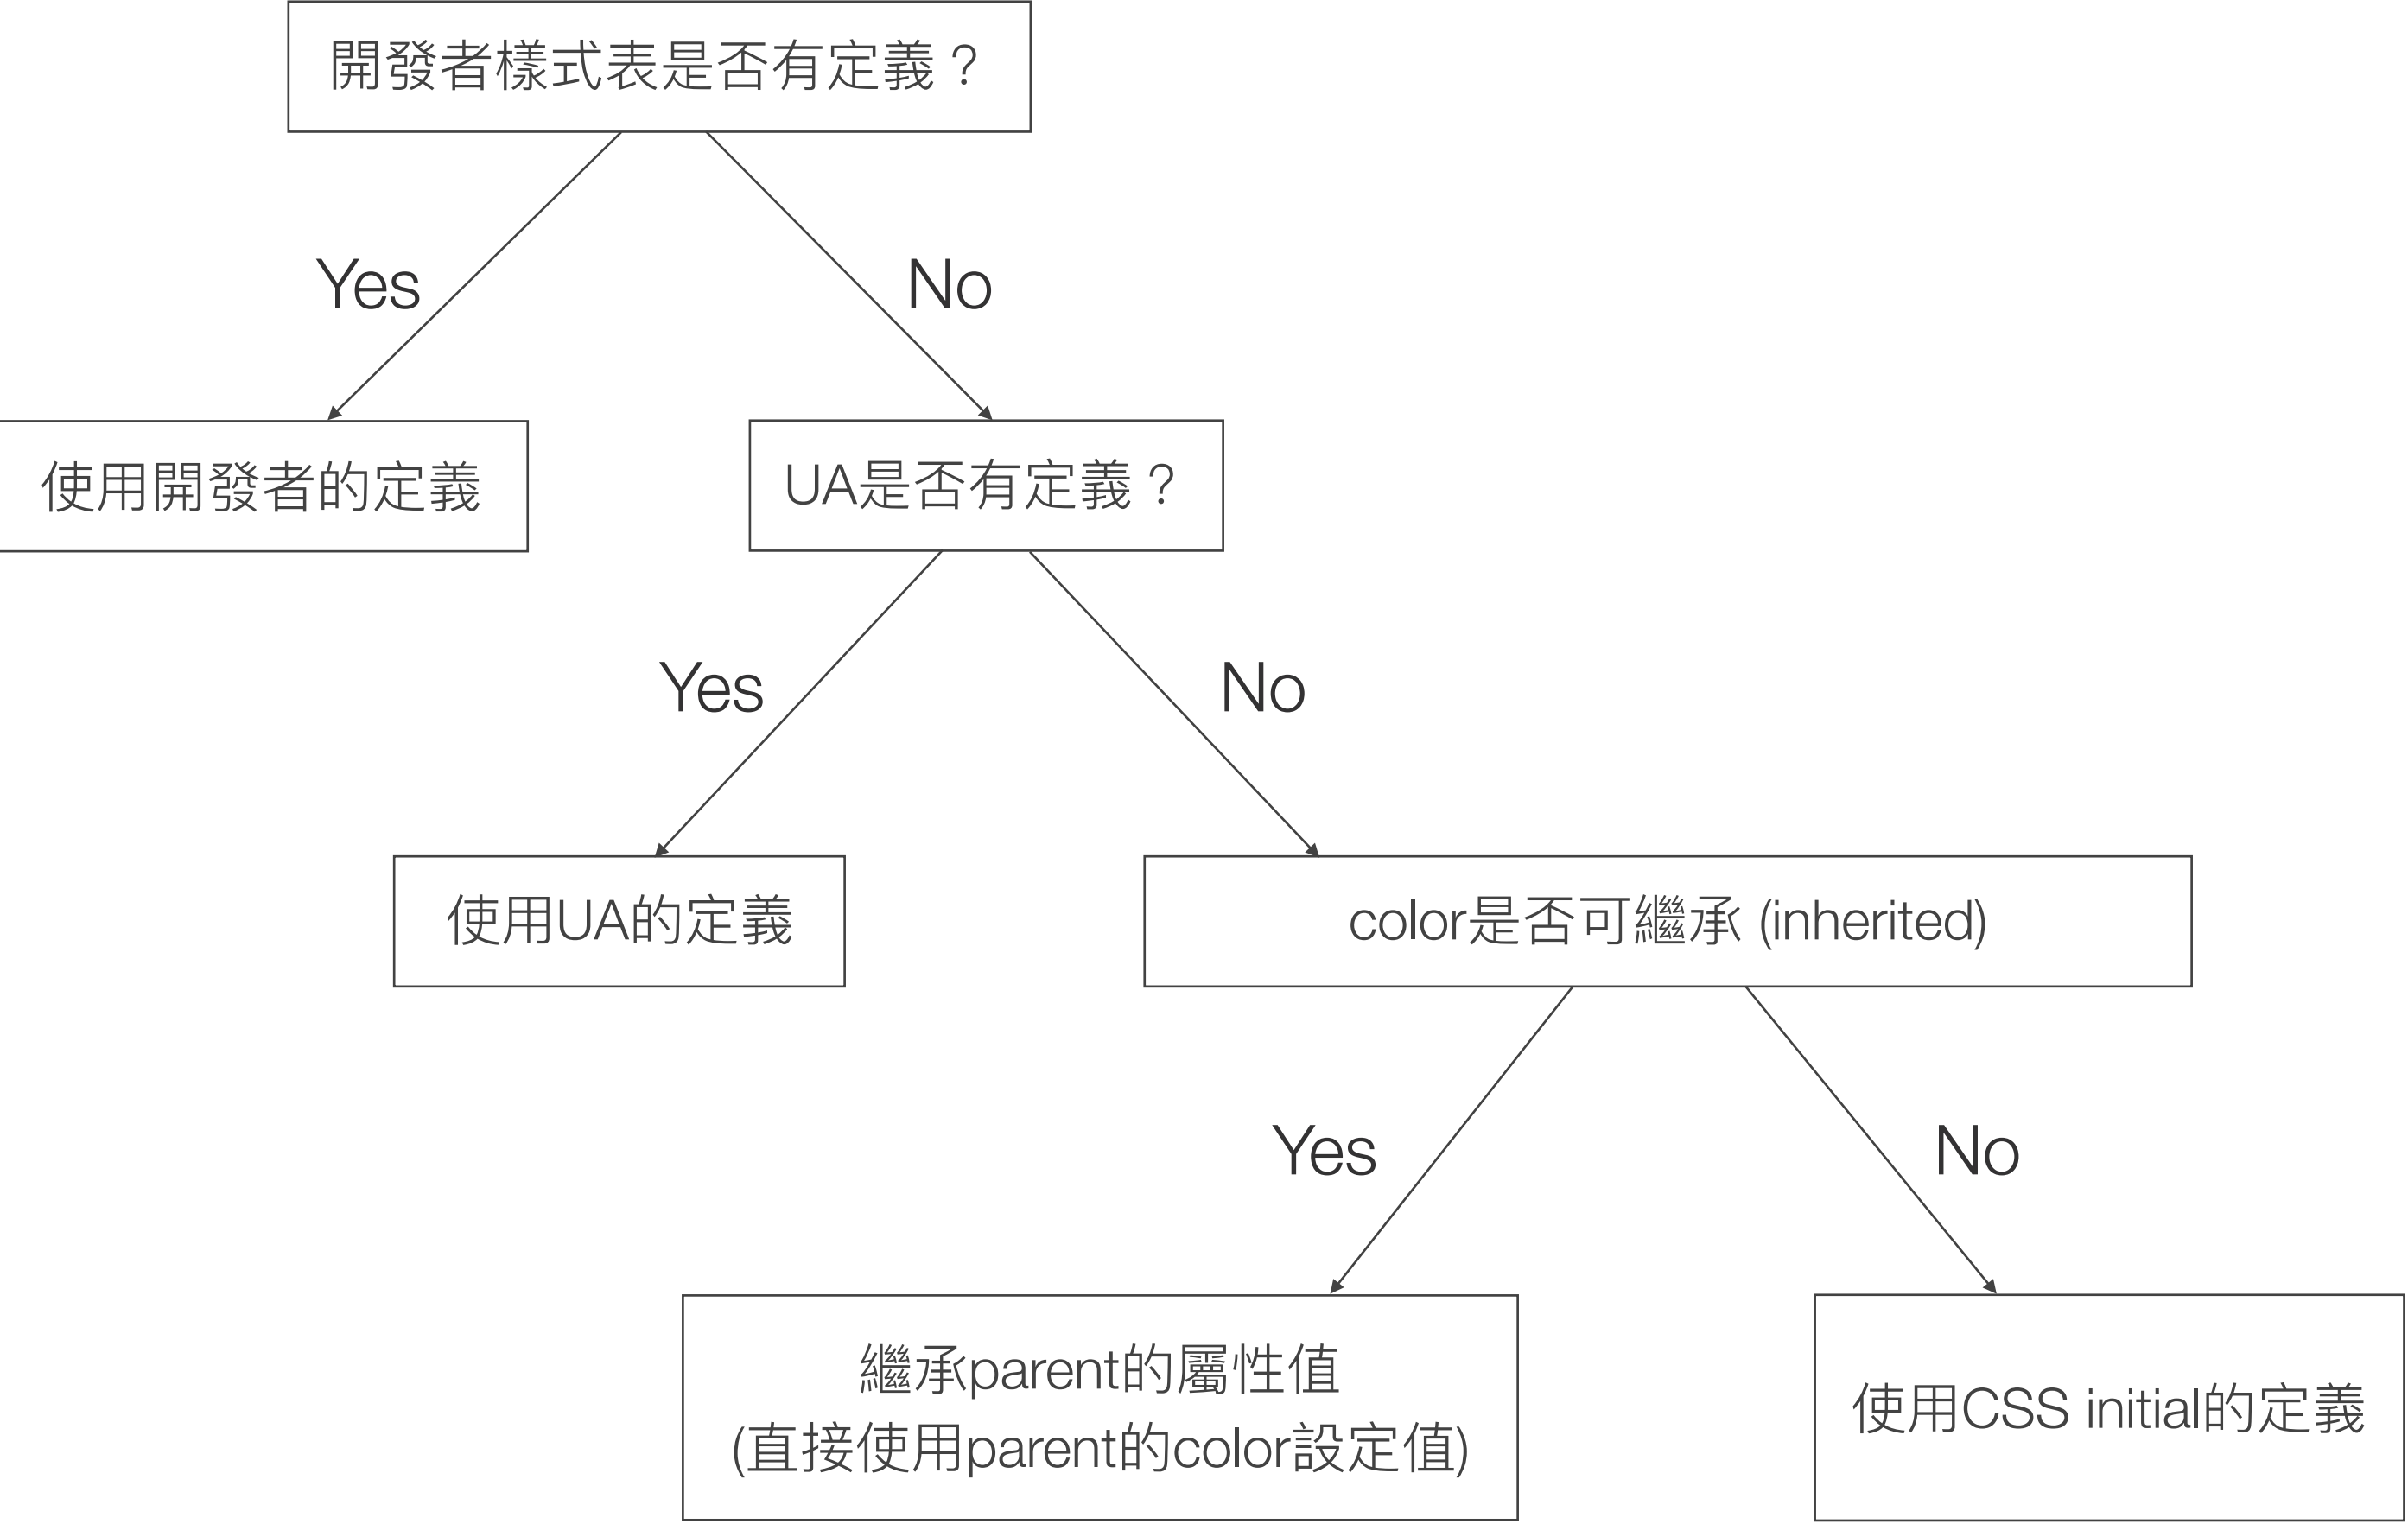 開發者樣式表是否有定義？
Yes
No
使用開發者的定義
UA是否有定義？
Yes
No
使用UA的定義
color是否可繼承(inherited)
Yes
No
繼承parent的屬性值
(直接使用paernt的color設定值)
使用CSS initial的定義